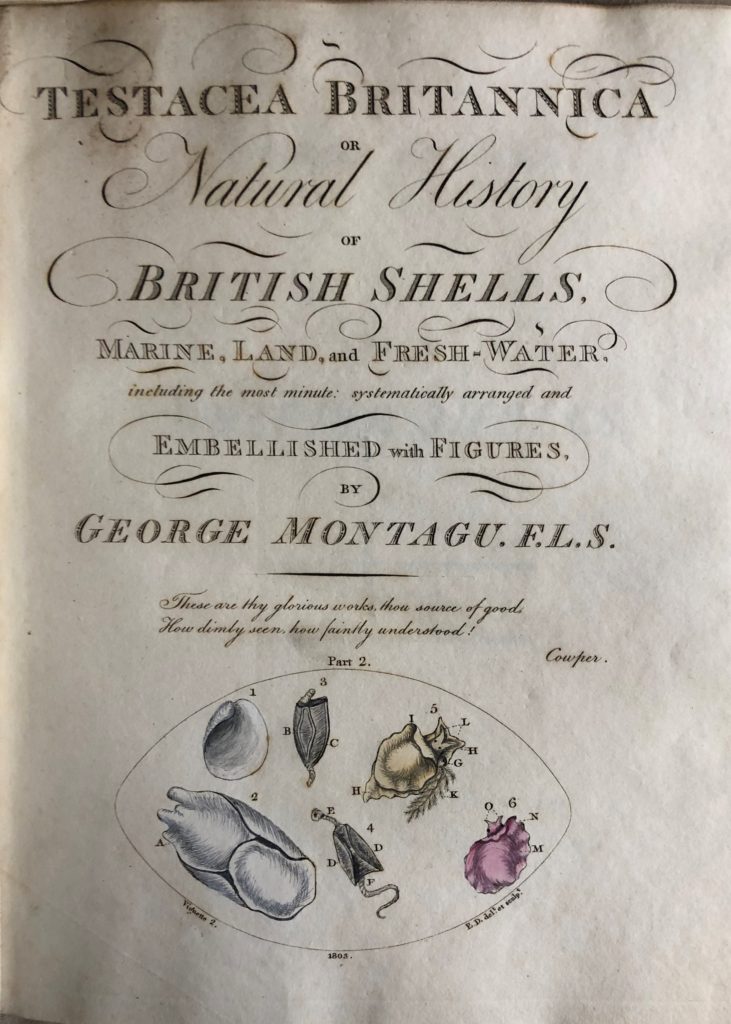 TESTACEA BRITANNICA
OR
Natural History
OF
BRITISH SHELLS,
MARINE, LAND, and FRESH-WATER,
including the most minute: systematically arranged and
EMBELLISHED with FIGURES,
BY
GEORGE MONTAGU. F.L.S.
These are thy glorious works, thou source of good,
How dimly seen, how faintly understood!
Cowper.
Part 2.
1
3
B
C
I
5
L
H
G
K
H
2
A
E
4
D
D
F
O
6
N
M
Vignette 2.
E.D. delt. et sculpt.
1803.